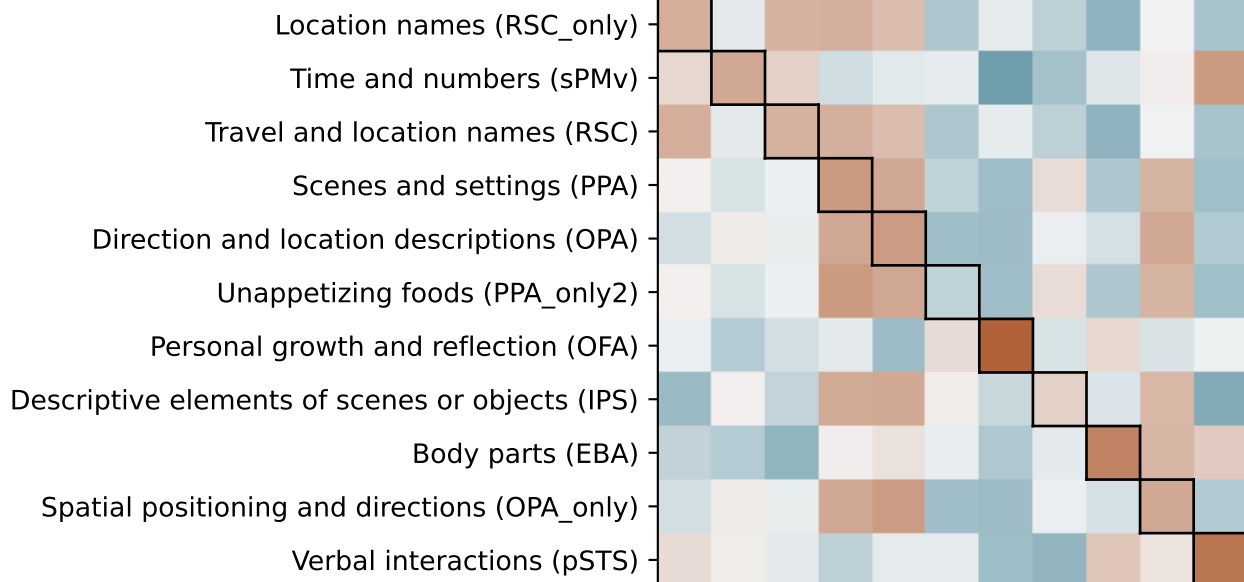 Location names (RSC_only)
Time and numbers (sPMv)
Travel and location names (RSC)
Scenes and settings (PPA)
Direction and location descriptions (OPA)
Unappetizing foods (PPA_only2)
Personal growth and reflection (OFA)
Descriptive elements of scenes or objects (IPS)
Body parts (EBA)
Spatial positioning and directions (OPA_only)
Verbal interactions (pSTS)